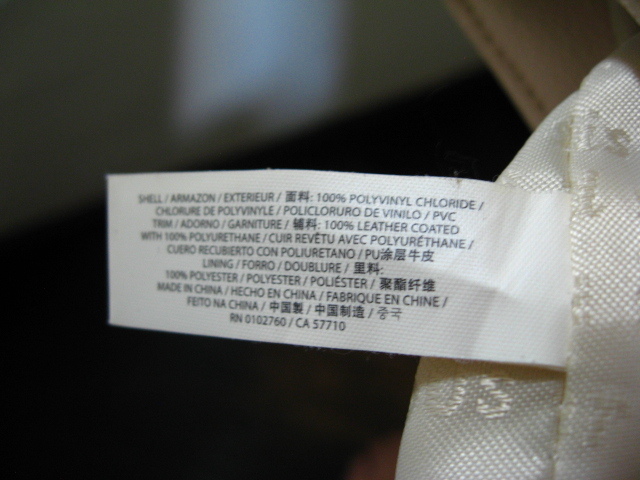 SHELL / ARMAZON / EXTERIEUR / 面料: 100% POLYVINYL CHLORIDE /
CHLORURE DE POLYVINYLE / POLICLORURO DE VINILO / PVC
TRIM / ADORNO / GARNITURE / 辅料: 100% LEATHER COATED
WITH 100% POLYURETHANE / CUIR REVÊTU AVEC POLYURÉTHANE /
CUERO RECUBIERTO CON POLIURETANO / PU涂层牛皮
LINING / FORRO / DOUBLURE / 里料:
100% POLYESTER / POLYESTER / POLIÉSTER / 聚酯纤维
MADE IN CHINA / HECHO EN CHINA / FABRIQUE EN CHINE /
FEITO NA CHINA / 中国製 / 中国制造 / 중국
RN 0102760 / CA 57710